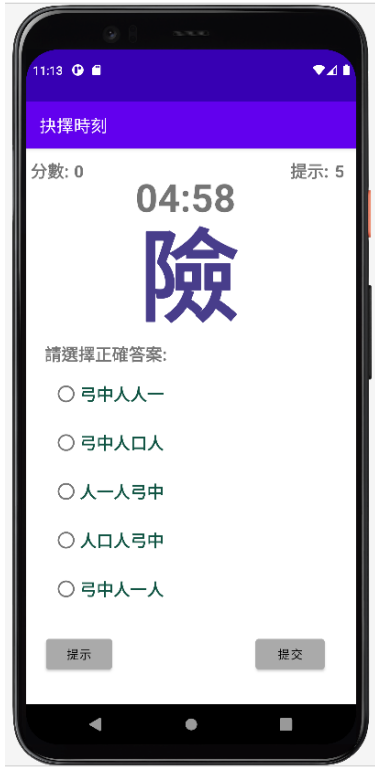 11:13
抉擇時刻
分數: 0 提示: 5
04:58
險
請選擇正確答案:
弓中人人一
弓中人口人
人一人弓中
人口人弓中
弓中人一人
提示 提交